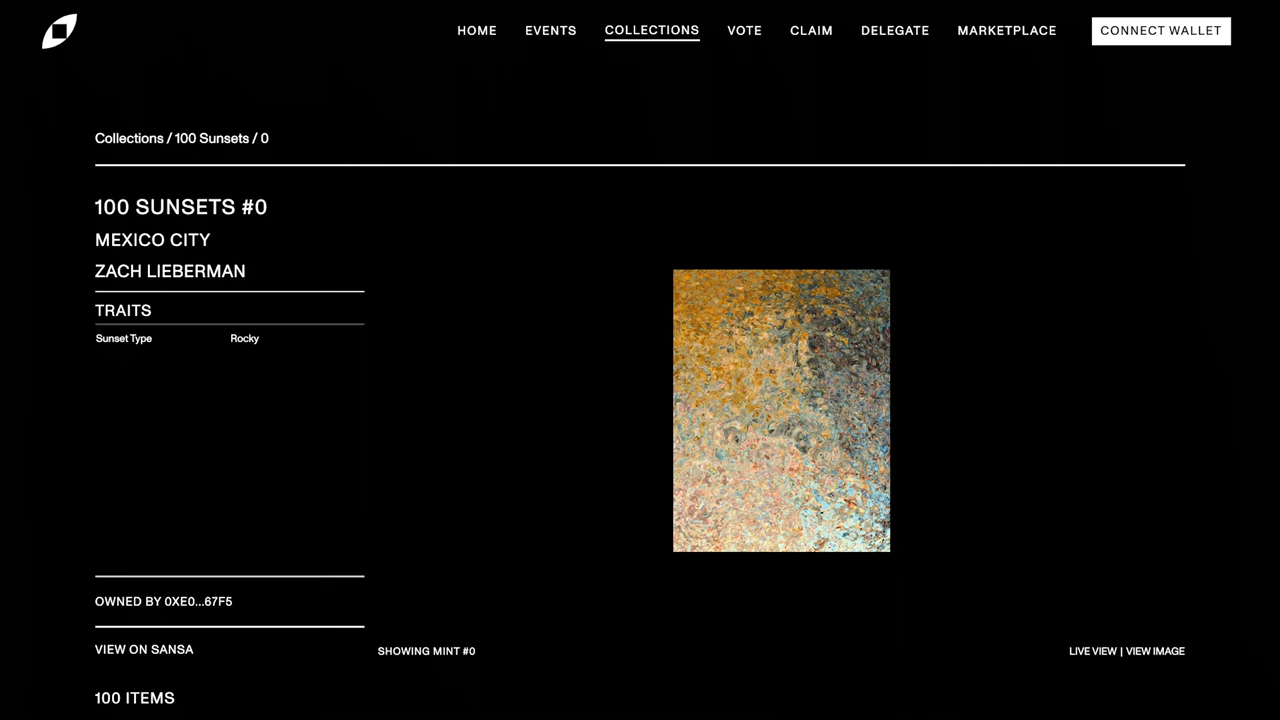 HOME EVENTS COLLECTIONS VOTE CLAIM DELEGATE MARKETPLACE CONNECT WALLET
Collections / 100 Sunsets / 0
100 SUNSETS #0
MEXICO CITY
ZACH LIEBERMAN
TRAITS
Sunset Type Rocky
OWNED BY 0XE0...67F5
VIEW ON SANSA
SHOWING MINT #0
LIVE VIEW | VIEW IMAGE
100 ITEMS